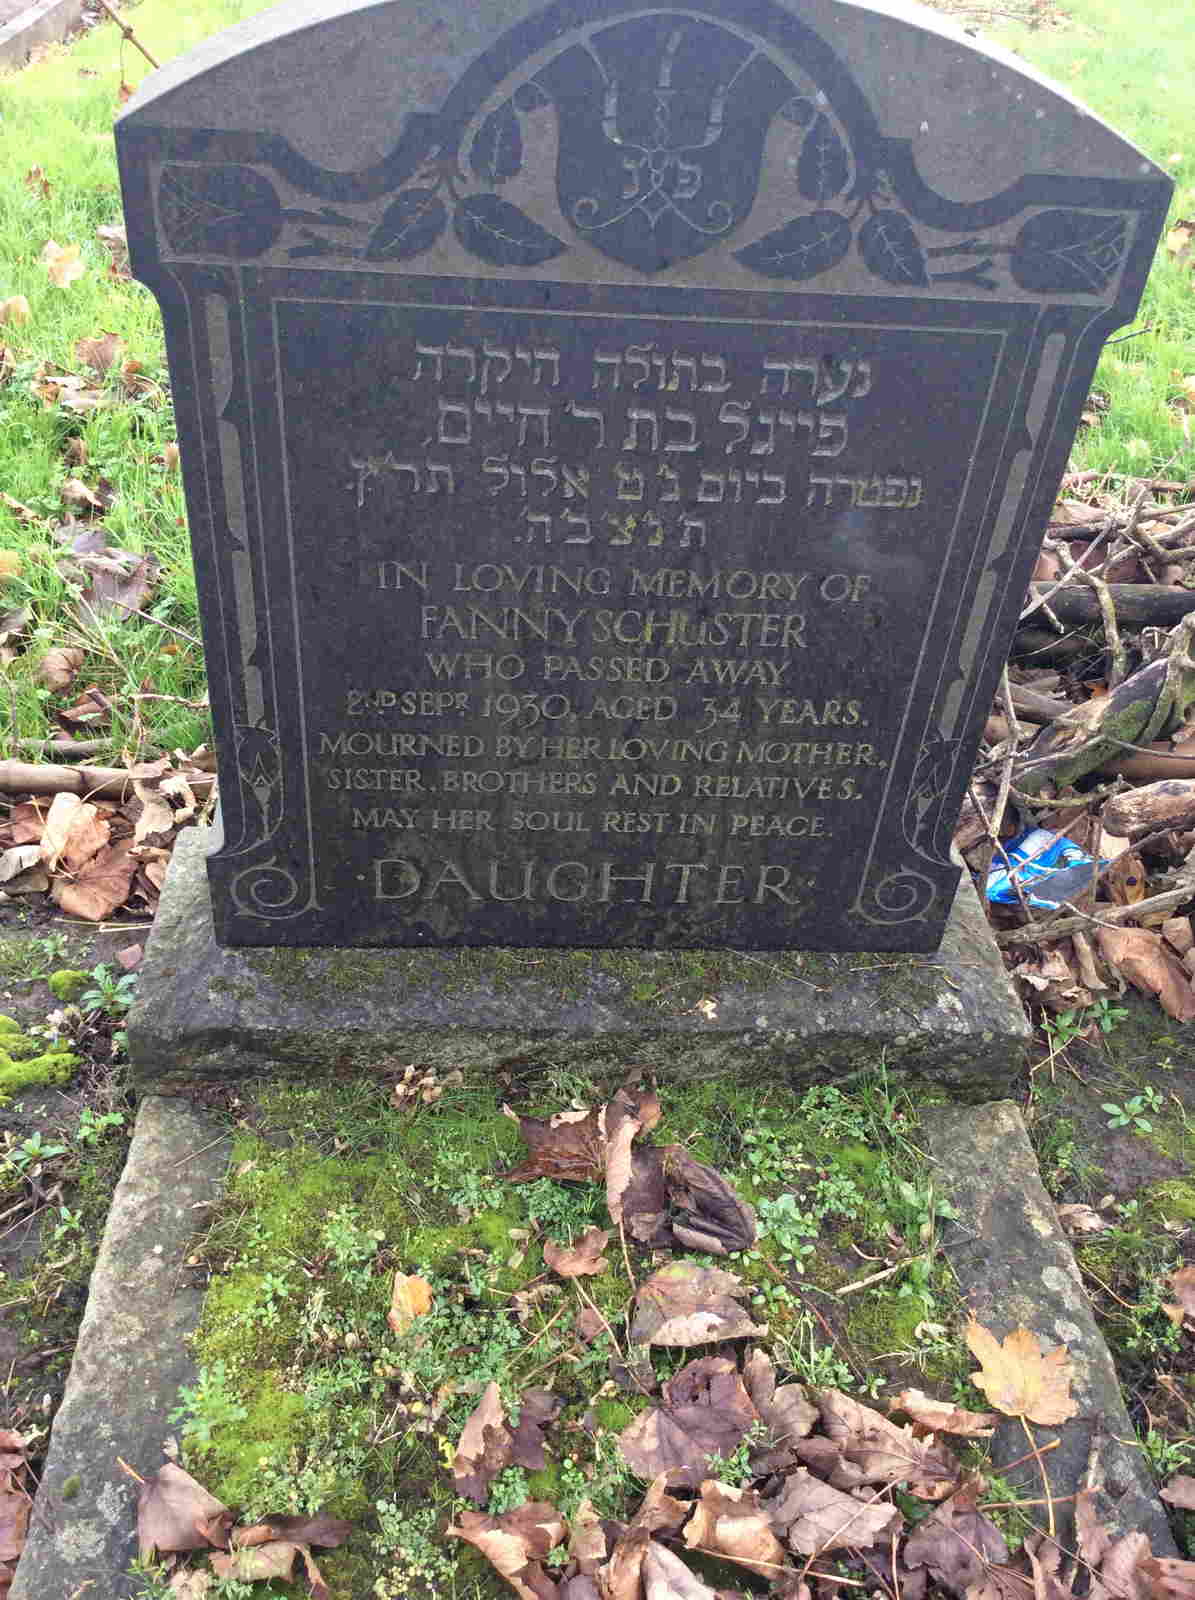 פ נ
נערה בתולה היקרה
פייגל בת ר' חיים,
נפטרה ביום ג' ט' אלול תר"ץ.
ת' נ' צ' ב' ה'.
IN LOVING MEMORY OF
FANNY SCHUSTER
WHO PASSED AWAY
2ND SEPR. 1930, AGED 34 YEARS.
MOURNED BY HER LOVING MOTHER,
SISTER, BROTHERS AND RELATIVES.
MAY HER SOUL REST IN PEACE.
·DAUGHTER·